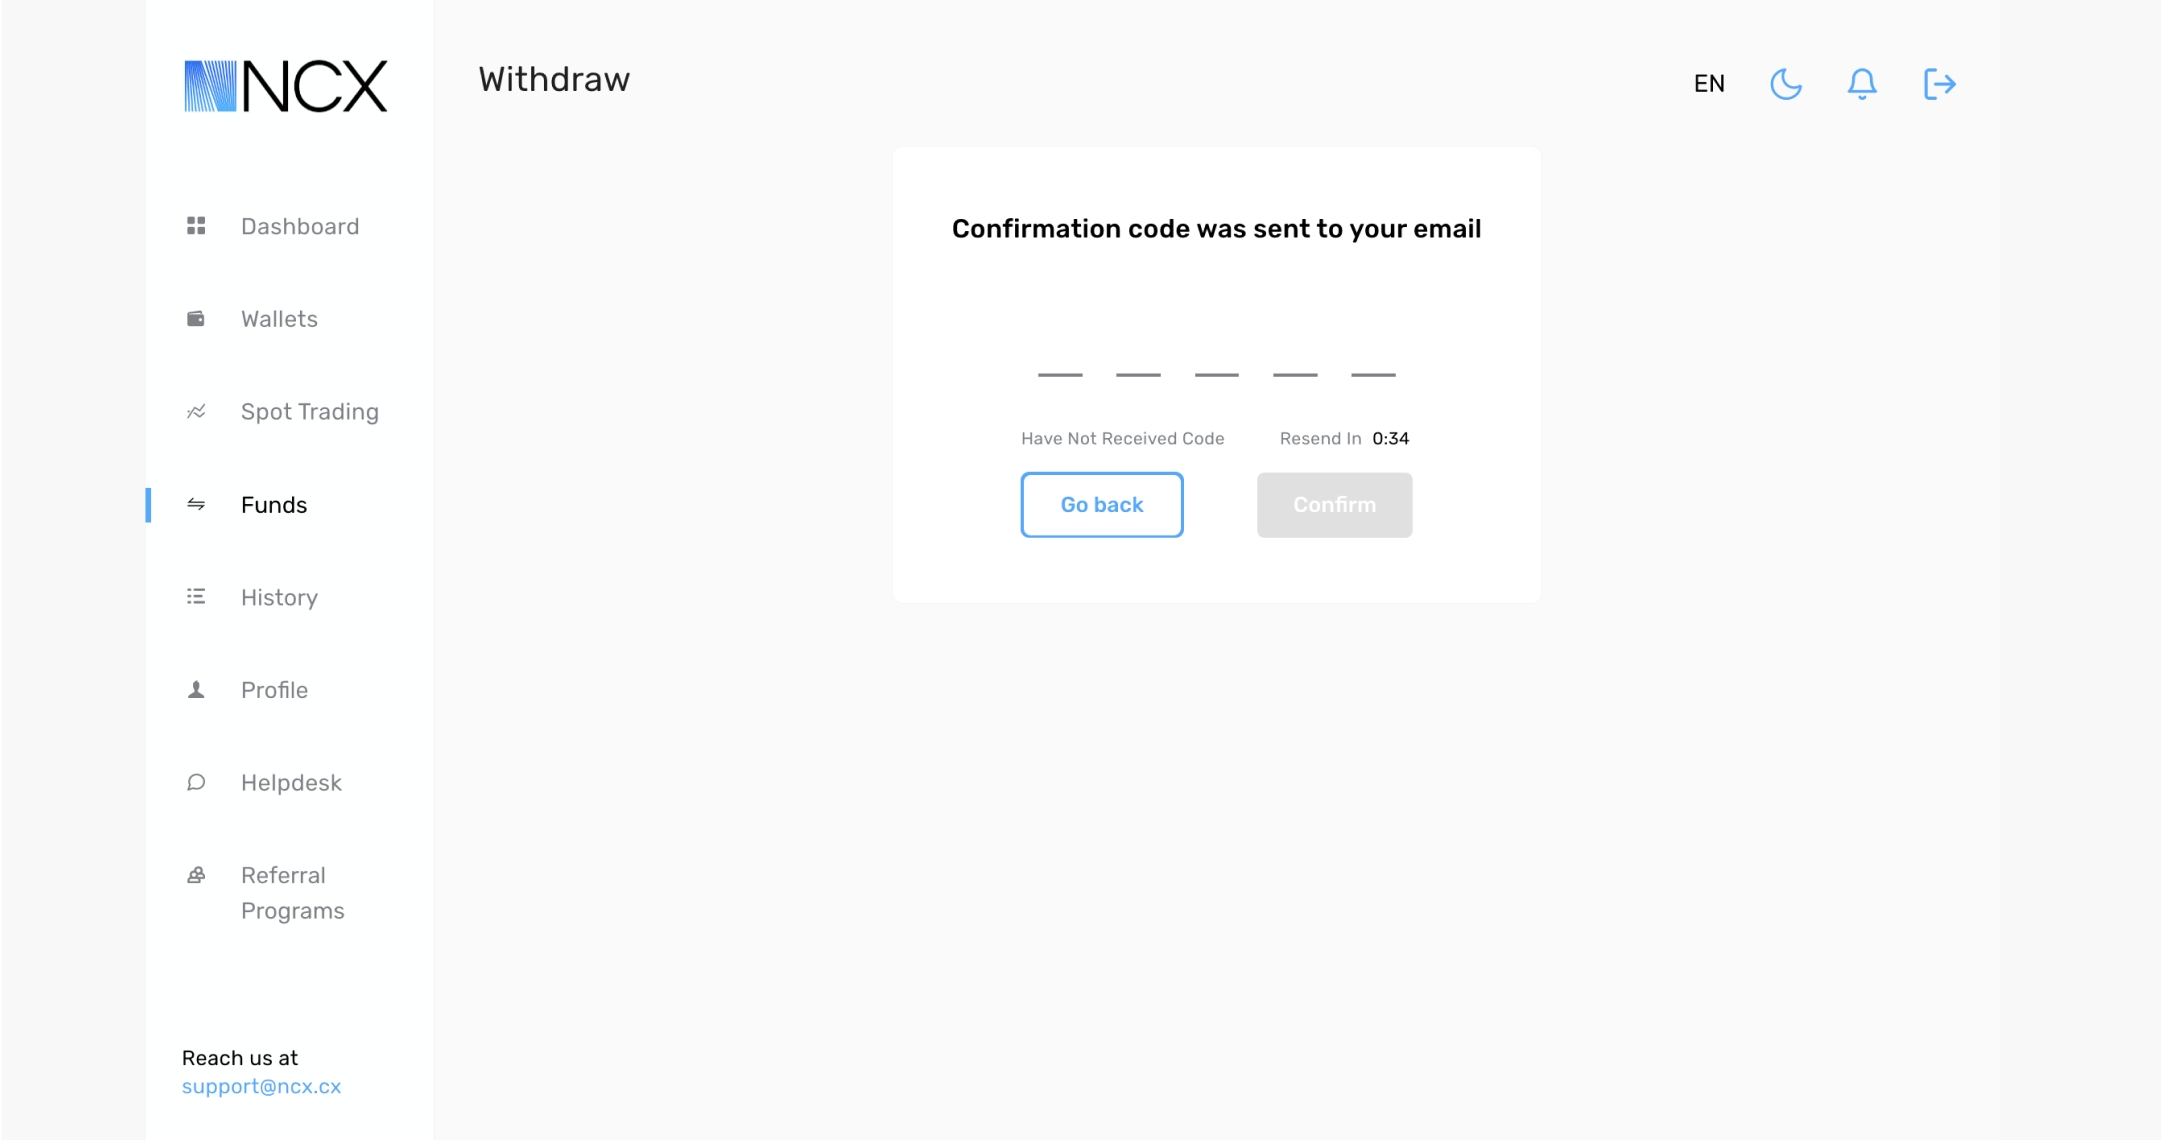 NCX
Withdraw
EN
Dashboard
Wallets
Spot Trading
Funds
History
Profile
Helpdesk
Referral
Programs
Reach us at
support@ncx.cx
Confirmation code was sent to your email
Have Not Received Code
Resend In 0:34
Go back
Confirm